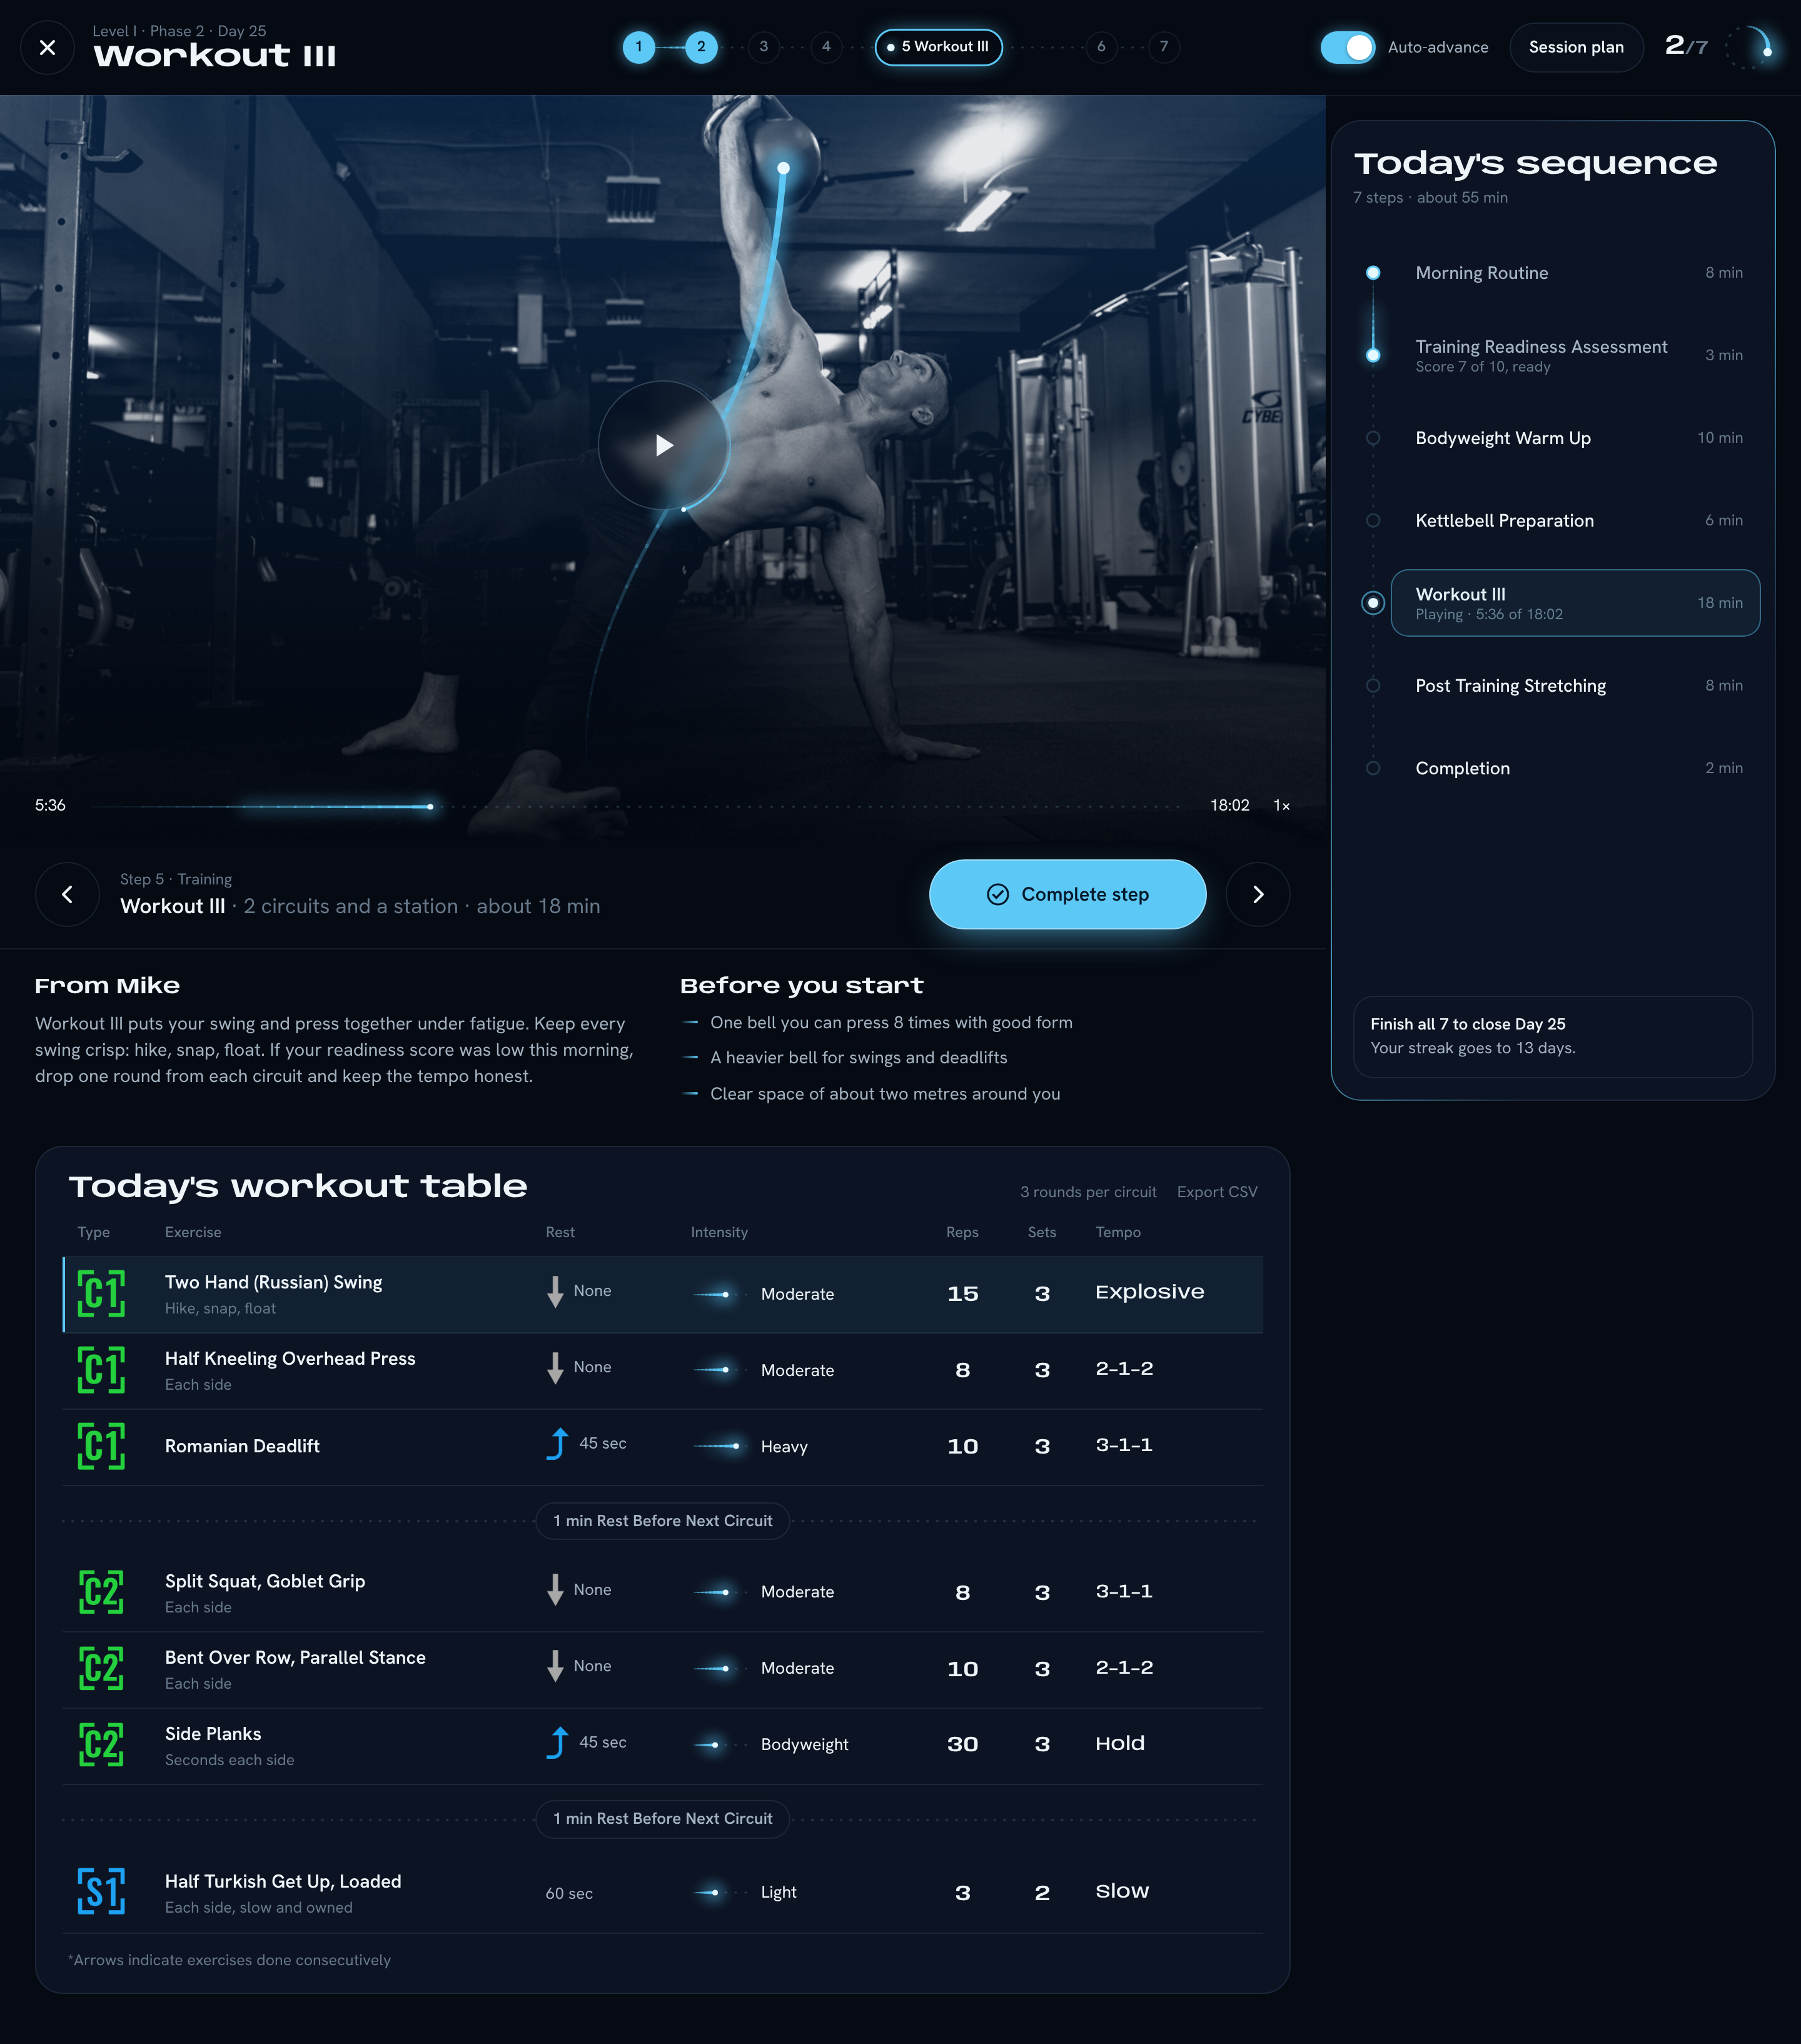 Level I · Phase 2 · Day 25
Workout III
1
2
3
4
5 Workout III
6
7
Auto-advance
Session plan
2/7
CYBE
5:36
18:02
1×
Step 5 · Training
Workout III · 2 circuits and a station · about 18 min
Complete step
From Mike
Workout III puts your swing and press together under fatigue. Keep every
swing crisp: hike, snap, float. If your readiness score was low this morning,
drop one round from each circuit and keep the tempo honest.
Before you start
One bell you can press 8 times with good form
A heavier bell for swings and deadlifts
Clear space of about two metres around you
Today's sequence
7 steps · about 55 min
Morning Routine 8 min
Training Readiness Assessment 3 min
Score 7 of 10, ready
Bodyweight Warm Up 10 min
Kettlebell Preparation 6 min
Workout III 18 min
Playing · 5:36 of 18:02
Post Training Stretching 8 min
Completion 2 min
Finish all 7 to close Day 25
Your streak goes to 13 days.
Today's workout table
3 rounds per circuit Export CSV
Type Exercise Rest Intensity Reps Sets Tempo
C1 Two Hand (Russian) Swing None Moderate 15 3 Explosive
Hike, snap, float
C1 Half Kneeling Overhead Press None Moderate 8 3 2-1-2
Each side
C1 Romanian Deadlift 45 sec Heavy 10 3 3-1-1
1 min Rest Before Next Circuit
C2 Split Squat, Goblet Grip None Moderate 8 3 3-1-1
Each side
C2 Bent Over Row, Parallel Stance None Moderate 10 3 2-1-2
Each side
C2 Side Planks 45 sec Bodyweight 30 3 Hold
Seconds each side
1 min Rest Before Next Circuit
S1 Half Turkish Get Up, Loaded 60 sec Light 3 2 Slow
Each side, slow and owned
*Arrows indicate exercises done consecutively